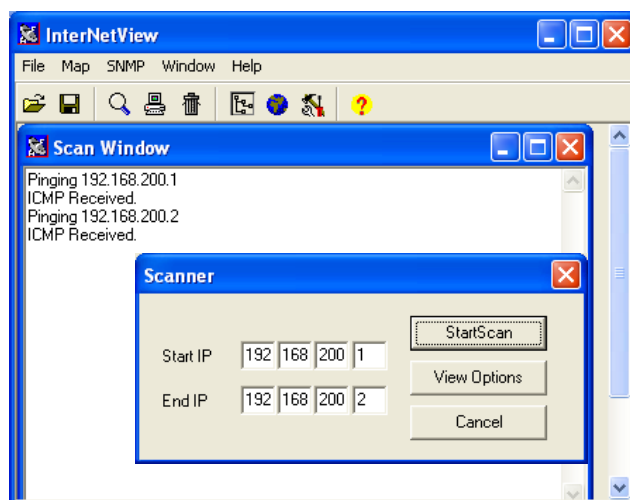 InterNetView
File Map SNMP Window Help
Scan Window
Pinging 192.168.200.1
ICMP Received.
Pinging 192.168.200.2
ICMP Received.
Scanner
Start IP 192 168 200 1
End IP 192 168 200 2
StartScan
View Options
Cancel